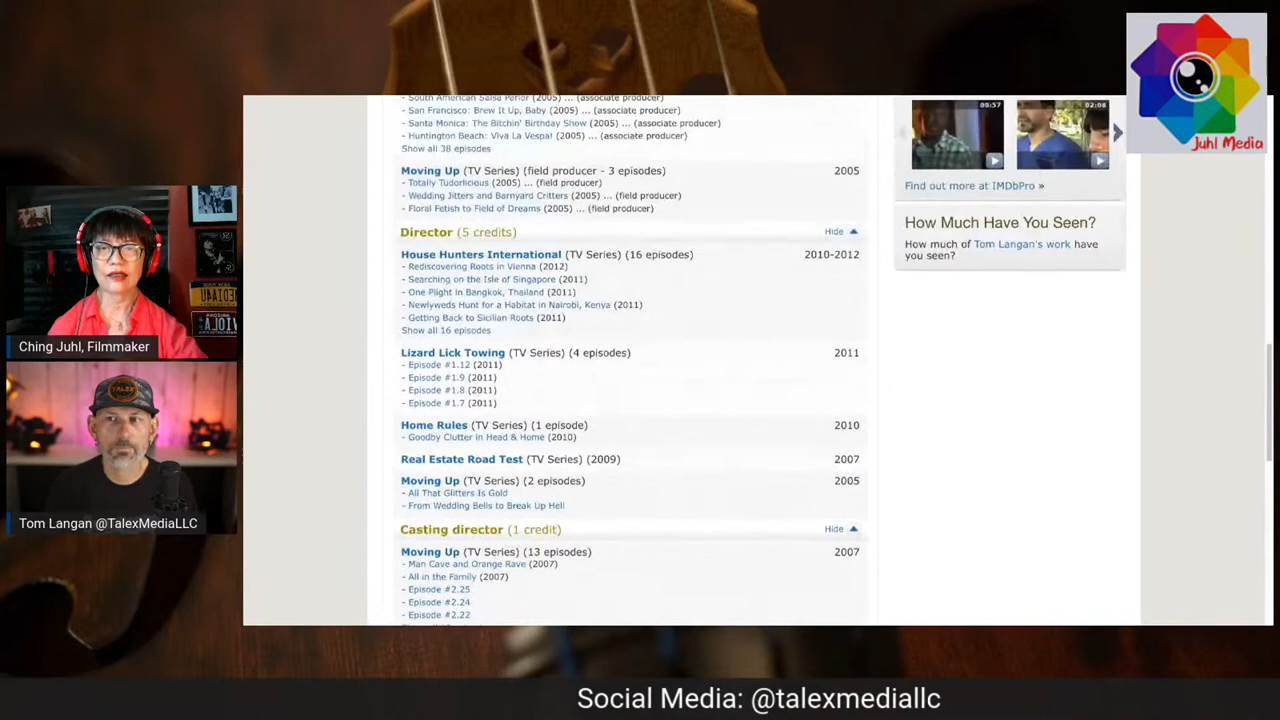 Juhl Media
South American Salsa Perlor (2005) ... (associate producer)
- San Francisco: Brew It Up, Baby (2005) ... (associate producer)
- Santa Monica: The Bitchin' Birthday Show (2005) ... (associate producer)
- Huntington Beach: Viva La Vespa! (2005) ... (associate producer)
Show all 38 episodes
Moving Up (TV Series) (field producer - 3 episodes) 2005
- Totally Tudorlicious (2005) ... (field producer)
- Wedding Jitters and Barnyard Critters (2005) ... (field producer)
- Floral Fetish to Field of Dreams (2005) ... (field producer)
Director (5 credits) Hide
House Hunters International (TV Series) (16 episodes) 2010-2012
- Rediscovering Roots in Vienna (2012)
- Searching on the Isle of Singapore (2011)
- One Plight in Bangkok, Thailand (2011)
- Newlyweds Hunt for a Habitat in Nairobi, Kenya (2011)
- Getting Back to Sicilian Roots (2011)
Show all 16 episodes
Lizard Lick Towing (TV Series) (4 episodes) 2011
- Episode #1.12 (2011)
- Episode #1.9 (2011)
- Episode #1.8 (2011)
- Episode #1.7 (2011)
Home Rules (TV Series) (1 episode) 2010
- Goodby Clutter in Head & Home (2010)
Real Estate Road Test (TV Series) (2009) 2007
Moving Up (TV Series) (2 episodes) 2005
- All That Glitters Is Gold
- From Wedding Bells to Break Up Hell
Casting director (1 credit) Hide
Moving Up (TV Series) (13 episodes) 2007
- Man Cave and Orange Rave (2007)
- All in the Family (2007)
- Episode #2.25
- Episode #2.24
- Episode #2.22
00:57
02:08
Find out more at IMDbPro »
How Much Have You Seen?
How much of Tom Langan's work have
you seen?
VIOLA
TALEX
Ching Juhl, Filmmaker
Tom Langan @TalexMediaLLC
Social Media: @talexmediallc